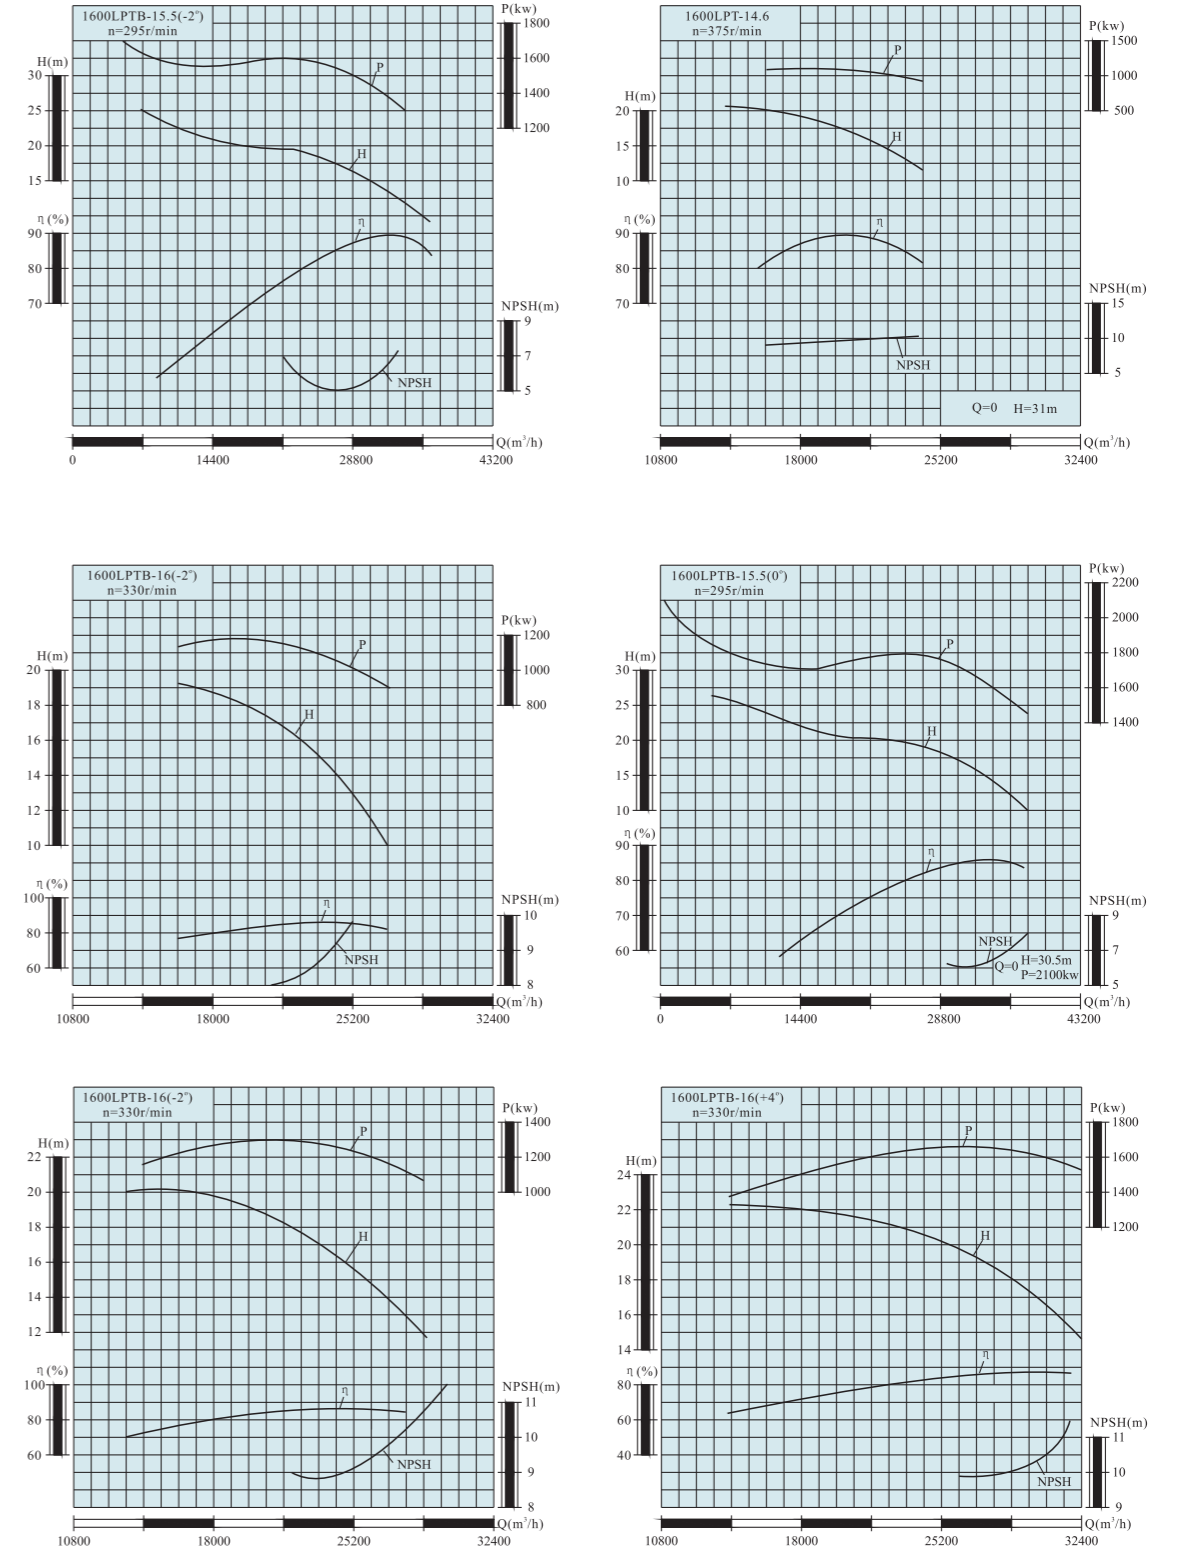 1600LPTB-15.5(-2°)
n=295r/min
P(kw)
1800
1600
1400
1200
H(m)
30
25
20
15
P
H
η (%)
90
80
70
η
NPSH(m)
9
7
5
NPSH
Q(m³/h)
0 14400 28800 43200
1600LPT-14.6
n=375r/min
P(kw)
1500
1000
500
H(m)
20
15
10
P
H
η (%)
90
80
70
η
NPSH(m)
15
10
5
NPSH
Q=0 H=31m
Q(m³/h)
10800 18000 25200 32400
1600LPTB-16(-2°)
n=330r/min
P(kw)
1200
1000
800
H(m)
20
18
16
14
12
10
P
H
η (%)
100
80
60
η
NPSH(m)
10
9
8
NPSH
Q(m³/h)
10800 18000 25200 32400
1600LPTB-15.5(0°)
n=295r/min
P(kw)
2200
2000
1800
1600
1400
H(m)
30
25
20
15
10
P
H
η (%)
90
80
70
60
η
NPSH(m)
9
7
5
NPSH
Q=0 H=30.5m
P=2100kw
Q(m³/h)
0 14400 28800 43200
1600LPTB-16(-2°)
n=330r/min
P(kw)
1400
1200
1000
H(m)
22
20
18
16
14
12
P
H
η (%)
100
80
60
η
NPSH(m)
11
10
9
8
NPSH
Q(m³/h)
10800 18000 25200 32400
1600LPTB-16(+4°)
n=330r/min
P(kw)
1800
1600
1400
1200
H(m)
24
22
20
18
16
14
P
H
η (%)
80
60
40
η
NPSH(m)
11
10
9
NPSH
Q(m³/h)
10800 18000 25200 32400